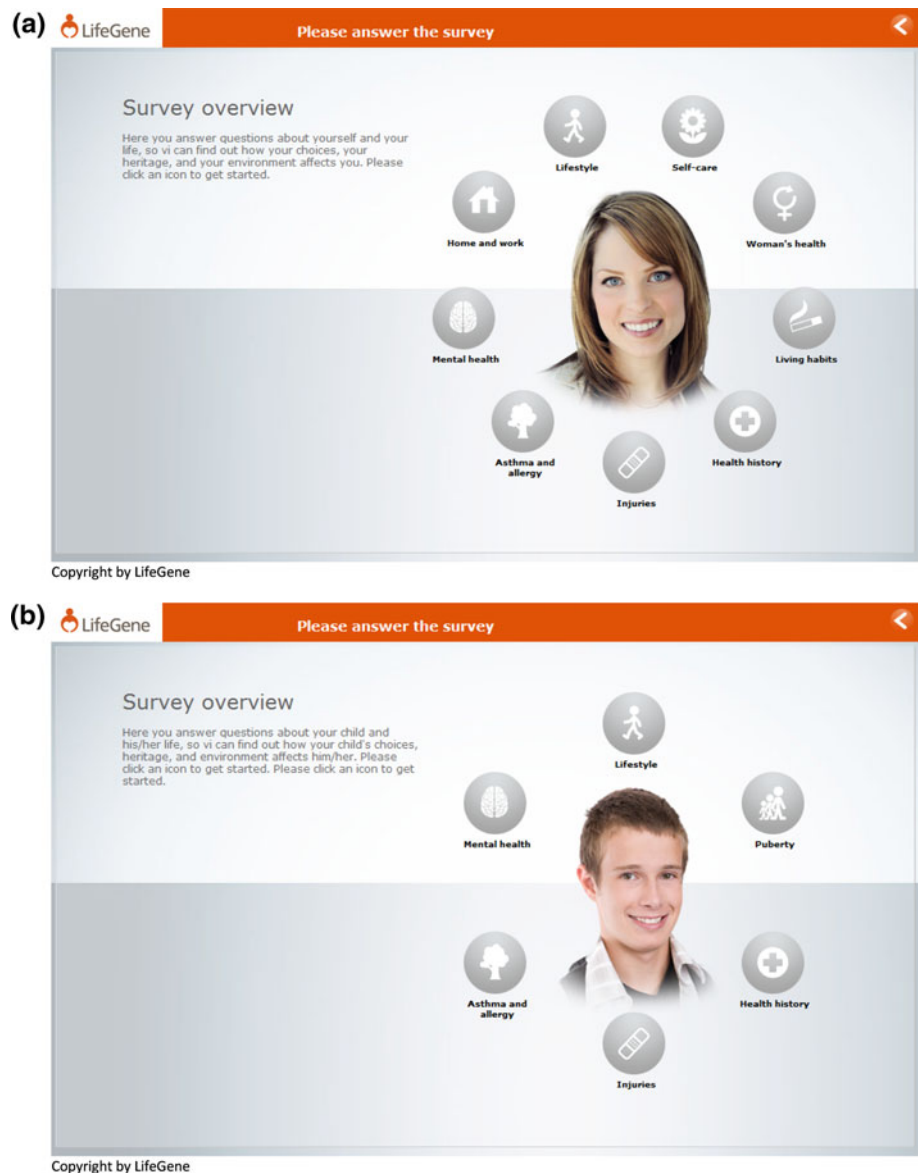 (a)
LifeGene
Please answer the survey
Survey overview
Here you answer questions about yourself and your
life, so vi can find out how your choices, your
heritage, and your environment affects you. Please
click an icon to get started.
Lifestyle
Self-care
Home and work
Woman's health
Mental health
Living habits
Asthma and
allergy
Health history
Injuries
Copyright by LifeGene
(b)
LifeGene
Please answer the survey
Survey overview
Here you answer questions about your child and
his/her life, so vi can find out how your child's choices,
heritage, and environment affects him/her. Please
click an icon to get started. Please click an icon to get
started.
Lifestyle
Mental health
Puberty
Asthma and
allergy
Health history
Injuries
Copyright by LifeGene